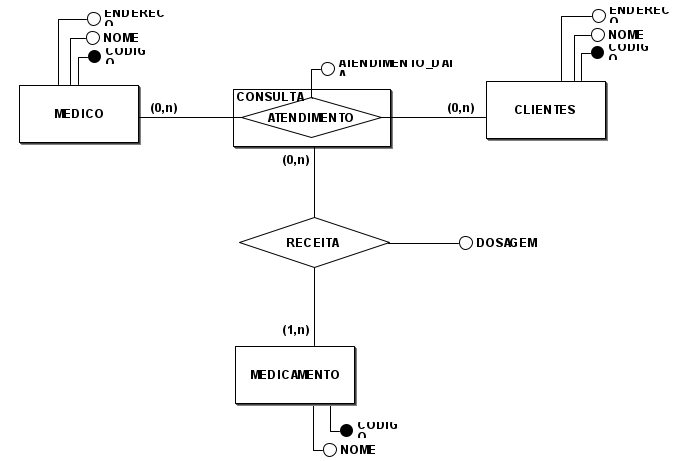 ENDEREC
O
NOME
CODIG
O
MEDICO
(0,n)
ATENDIMENTO_DAT
A
CONSULTA
ATENDIMENTO
(0,n)
ENDEREC
O
NOME
CODIG
O
CLIENTES
(0,n)
RECEITA
DOSAGEM
(1,n)
MEDICAMENTO
CODIG
O
NOME